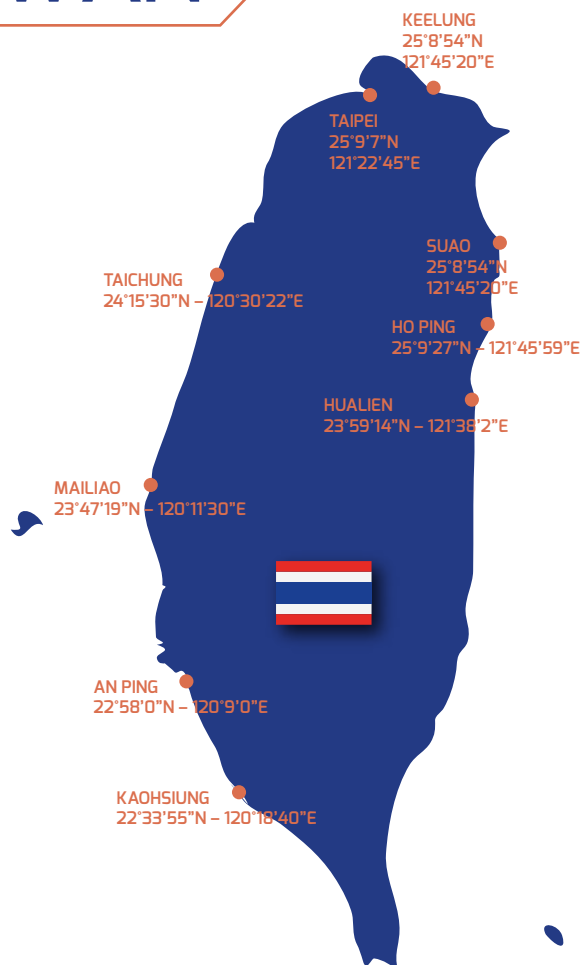 KEELUNG
25°8’54”N
121°45’20”E
TAIPEI
25°9’7”N
121°22’45”E
SUAO
25°8’54”N
121°45’20”E
TAICHUNG
24°15’30”N – 120°30’22”E
HO PING
25°9’27”N – 121°45’59”E
HUALIEN
23°59’14”N – 121°38’2”E
MAILIAO
23°47’19”N – 120°11’30”E
AN PING
22°58’0”N – 120°9’0”E
KAOHSIUNG
22°33’55”N – 120°18’40”E